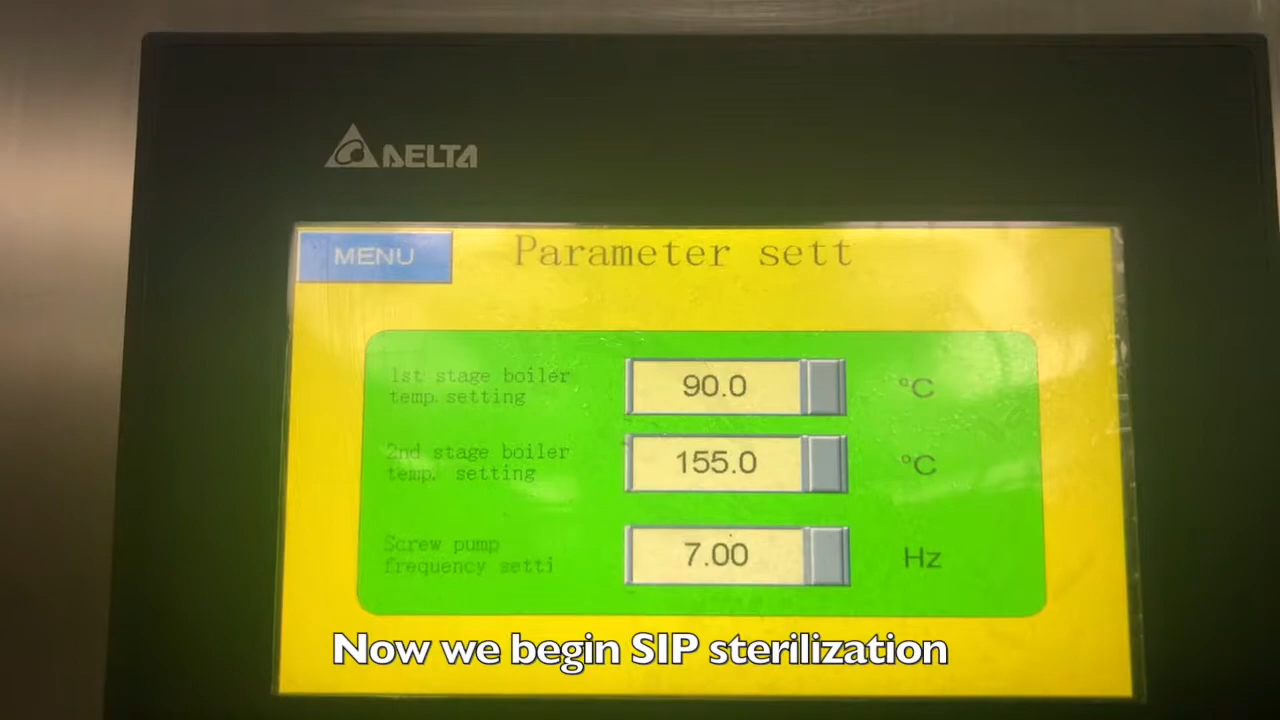 DELTA
MENU
Parameter sett
1st stage boiler
temp. setting
90.0
°C
2nd stage boiler
temp. setting
155.0
°C
Screw pump
frequency setti
7.00
Hz
Now we begin SIP sterilization